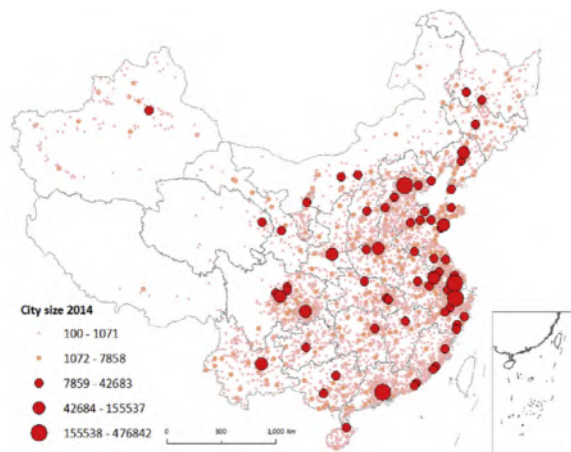 City size 2014
100 - 1071
1072 - 7858
7859 - 42683
42684 - 155537
155538 - 476842
0 500 1,000 km